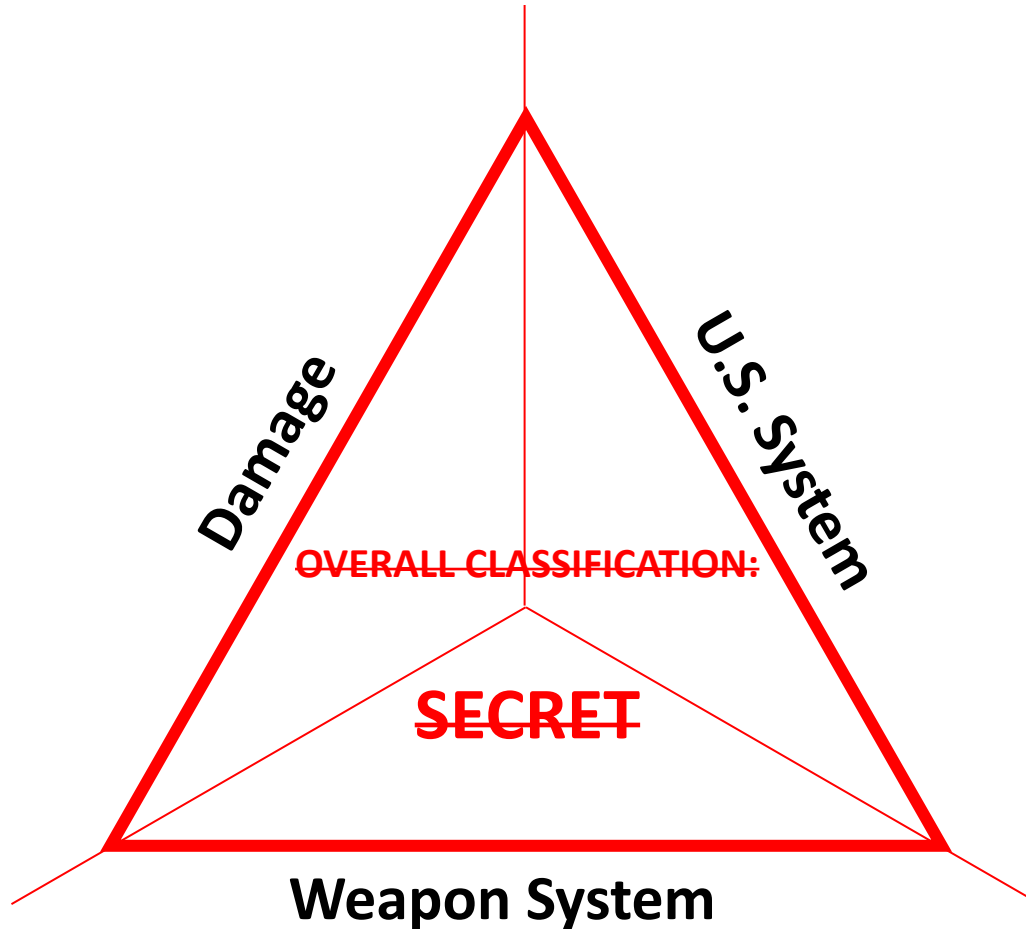 Damage
U.S. System
OVERALL CLASSIFICATION:
SECRET
Weapon System